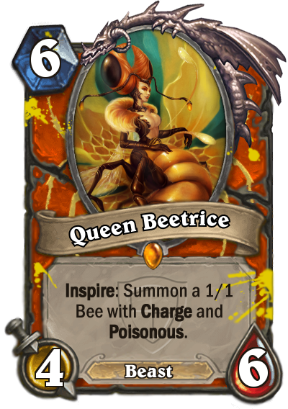 6
Queen Beetrice
Inspire: Summon a 1/1
Bee with Charge and
Poisonous.
4
Beast
6